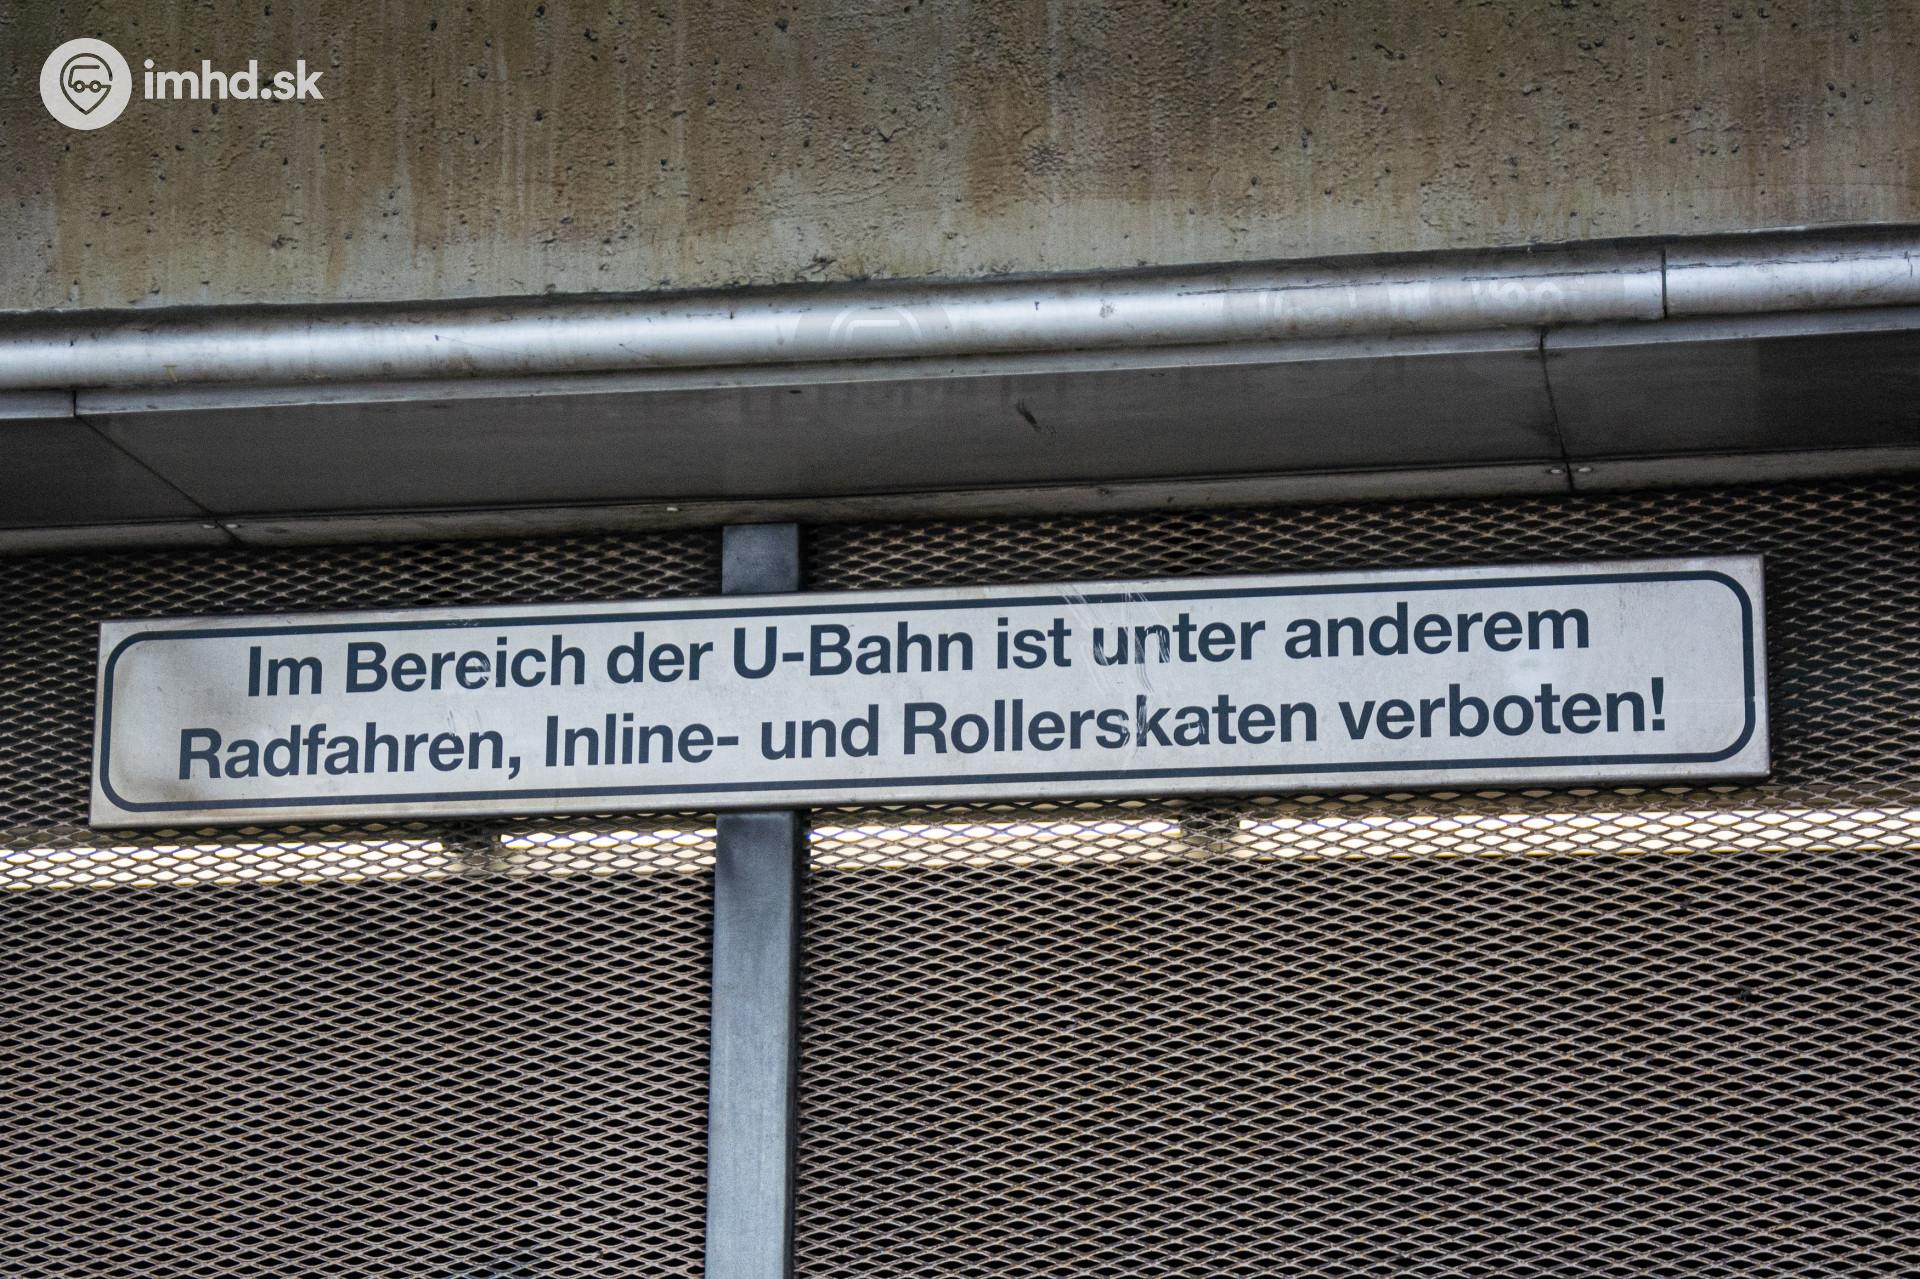 imhd.sk
Im Bereich der U-Bahn ist unter anderem
Radfahren, Inline- und Rollerskaten verboten!